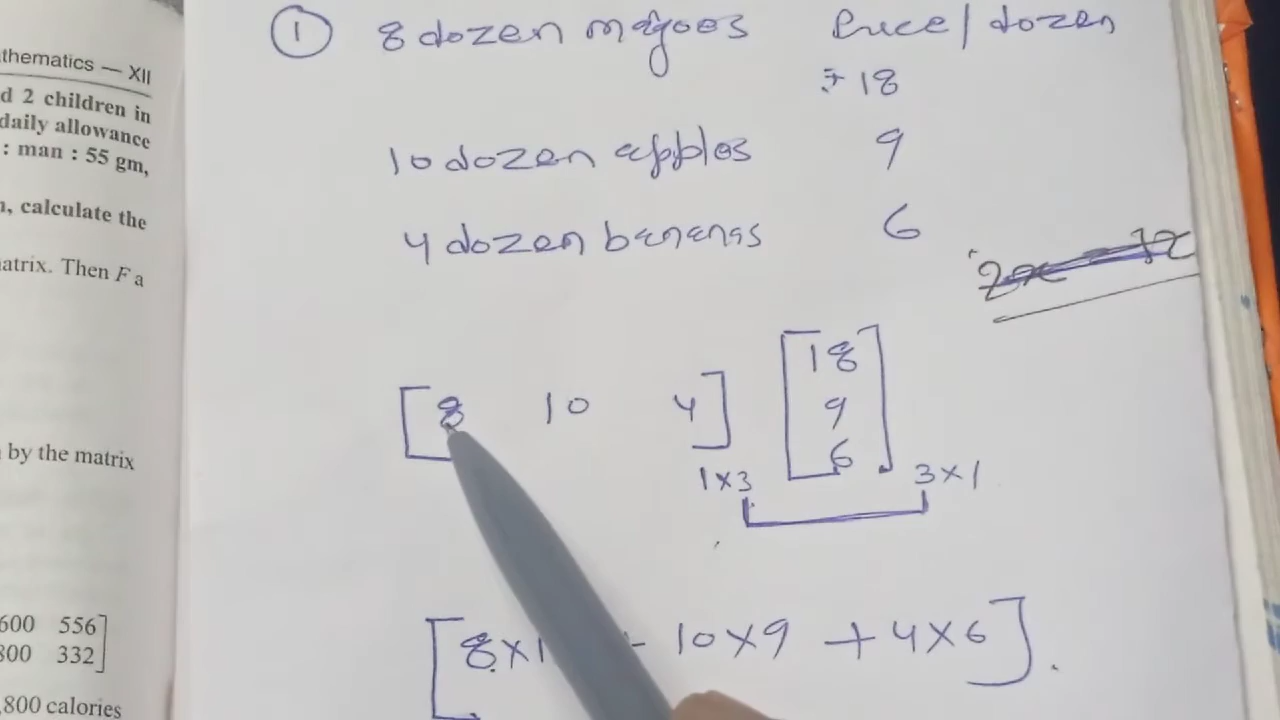 thematics — XII
d 2 children in
daily allowance
: man : 55 gm,
, calculate the
atrix. Then F a
by the matrix
600 556
800 332
,800 calories
1 8 dozen mangoes Price/dozen
18
10 dozen apples 9
4 dozen bananas 6
[8 10 4] [18
9
6]
1×3 3×1
[8×1 + 10×9 + 4×6].